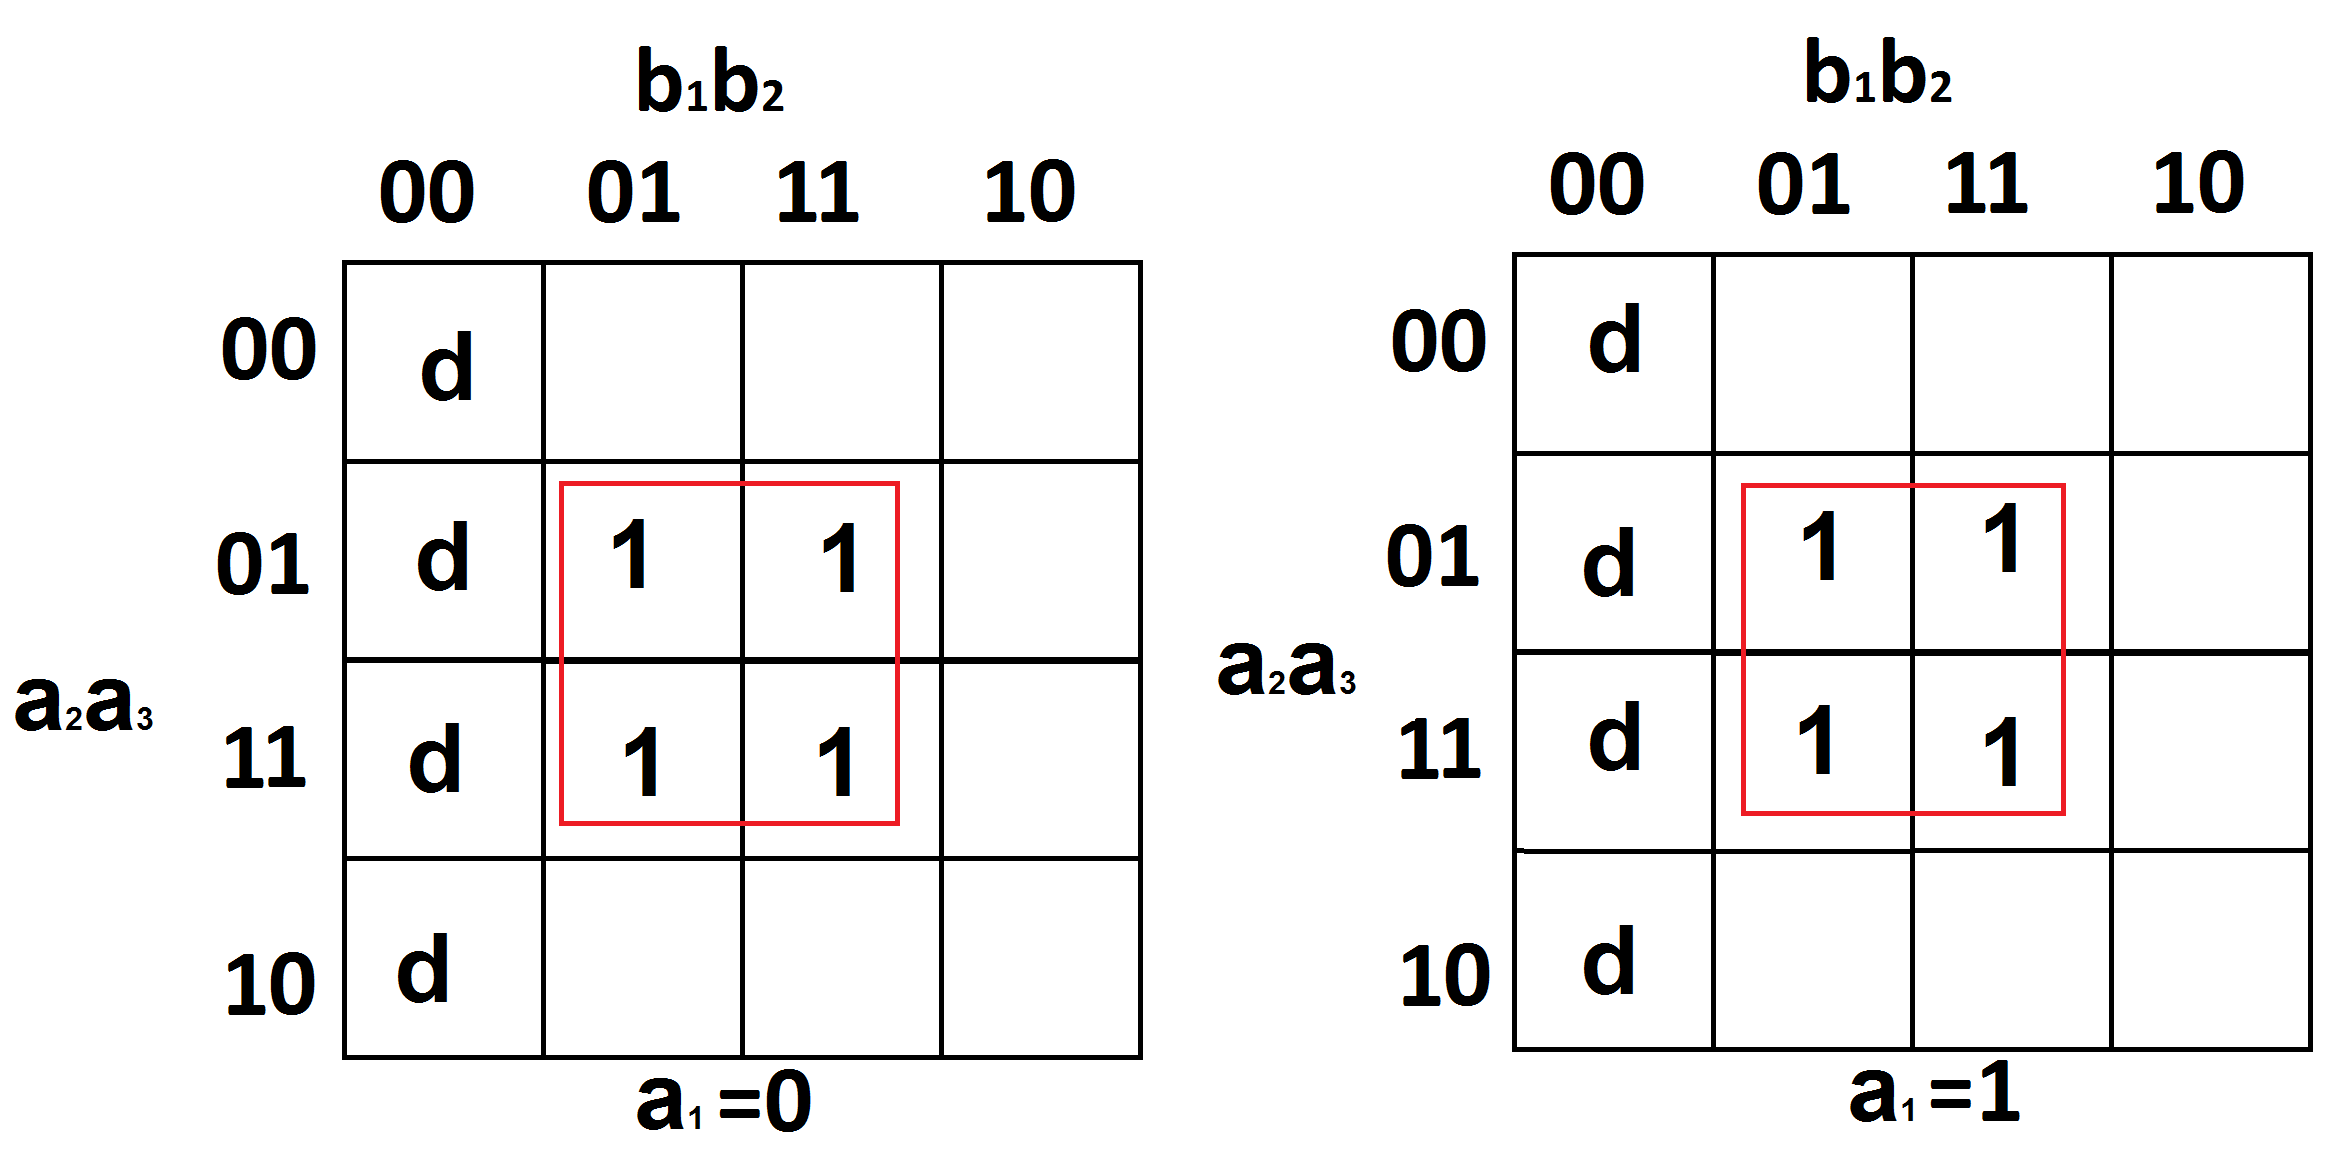 b₁b₂ b₁b₂
00 01 11 10 00 01 11 10
00 d 00 d
01 d 1 1 01 d 1 1
a₂a₃ a₂a₃
11 d 1 1 11 d 1 1
10 d 10 d
a₁ =0 a₁ =1